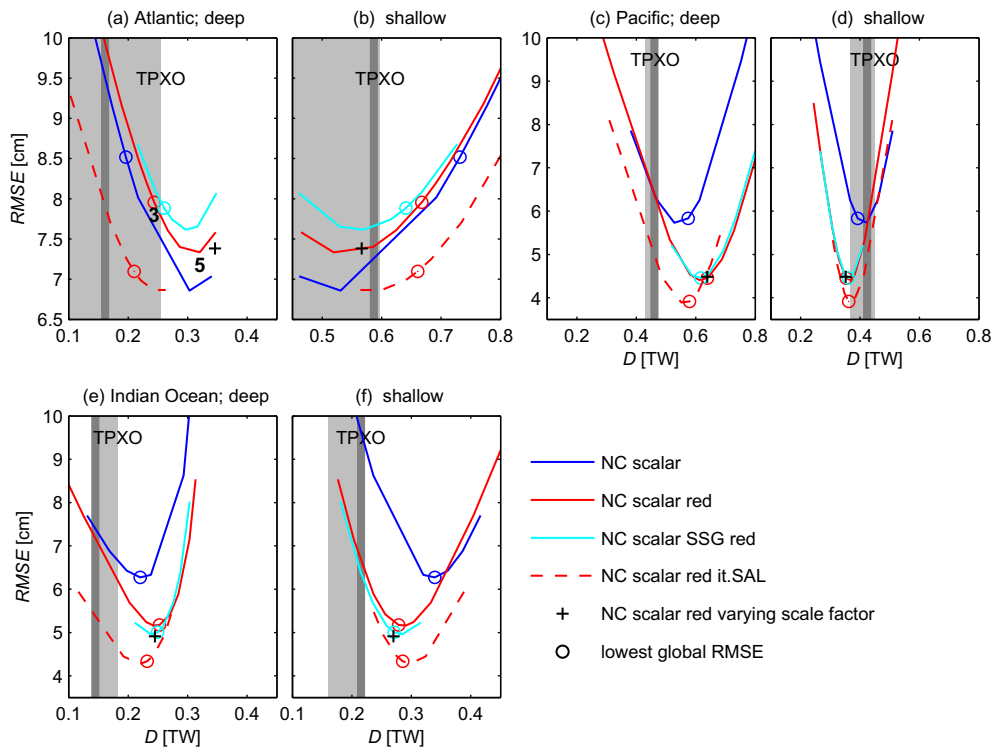 (a) Atlantic; deep
(b) shallow
(c) Pacific; deep
(d) shallow
10
9.5
9
8.5
8
7.5
7
6.5
RMSE [cm]
TPXO
3
5
0.1 0.2 0.3 0.4
D [TW]
TPXO
0.5 0.6 0.7 0.8
D [TW]
10
9
8
7
6
5
4
TPXO
0.2 0.4 0.6 0.8
D [TW]
TPXO
0.2 0.4 0.6 0.8
D [TW]
(e) Indian Ocean; deep
(f) shallow
10
9
8
7
6
5
4
RMSE [cm]
TPXO
0.1 0.2 0.3 0.4
D [TW]
TPXO
0.1 0.2 0.3 0.4
D [TW]
NC scalar
NC scalar red
NC scalar SSG red
NC scalar red it.SAL
NC scalar red varying scale factor
lowest global RMSE